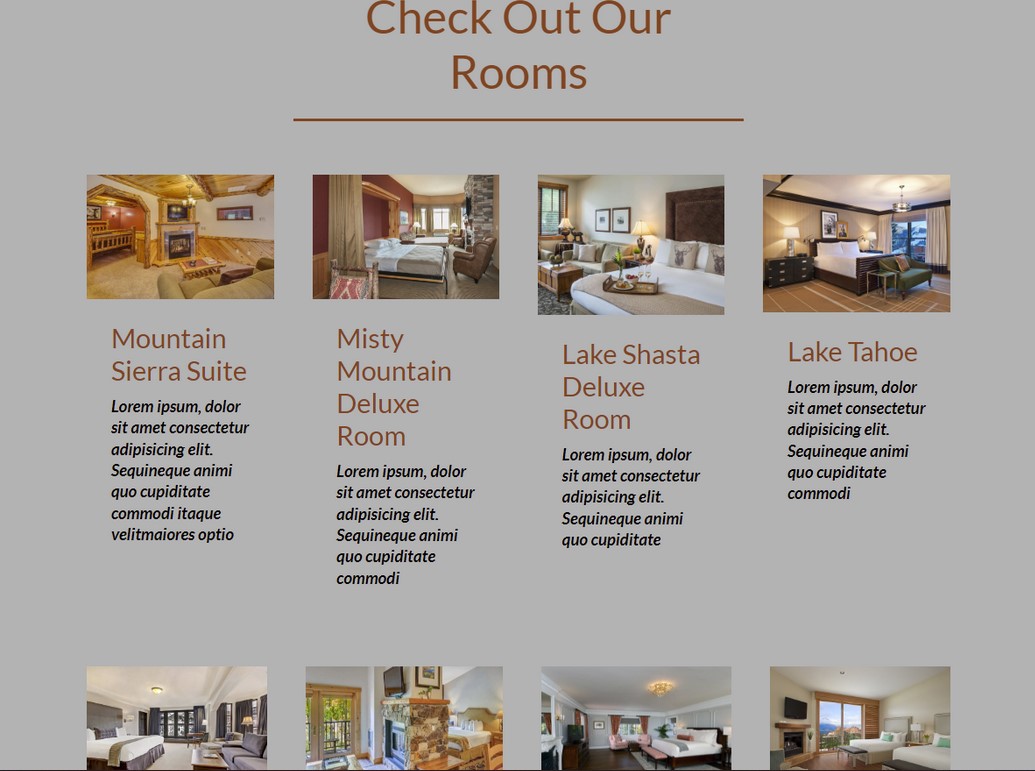 Check Out Our
Rooms
Mountain
Sierra Suite
Lorem ipsum, dolor
sit amet consectetur
adipisicing elit.
Sequineque animi
quo cupiditate
commodi itaque
velitmaiores optio
Misty
Mountain
Deluxe
Room
Lorem ipsum, dolor
sit amet consectetur
adipisicing elit.
Sequineque animi
quo cupiditate
commodi
Lake Shasta
Deluxe
Room
Lorem ipsum, dolor
sit amet consectetur
adipisicing elit.
Sequineque animi
quo cupiditate
Lake Tahoe
Lorem ipsum, dolor
sit amet consectetur
adipisicing elit.
Sequineque animi
quo cupiditate
commodi